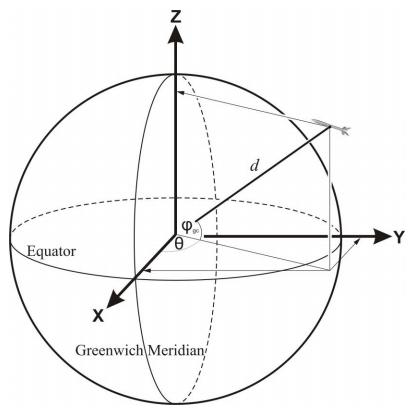 Z
d
φgc
θ
Y
Equator
X
Greenwich Meridian